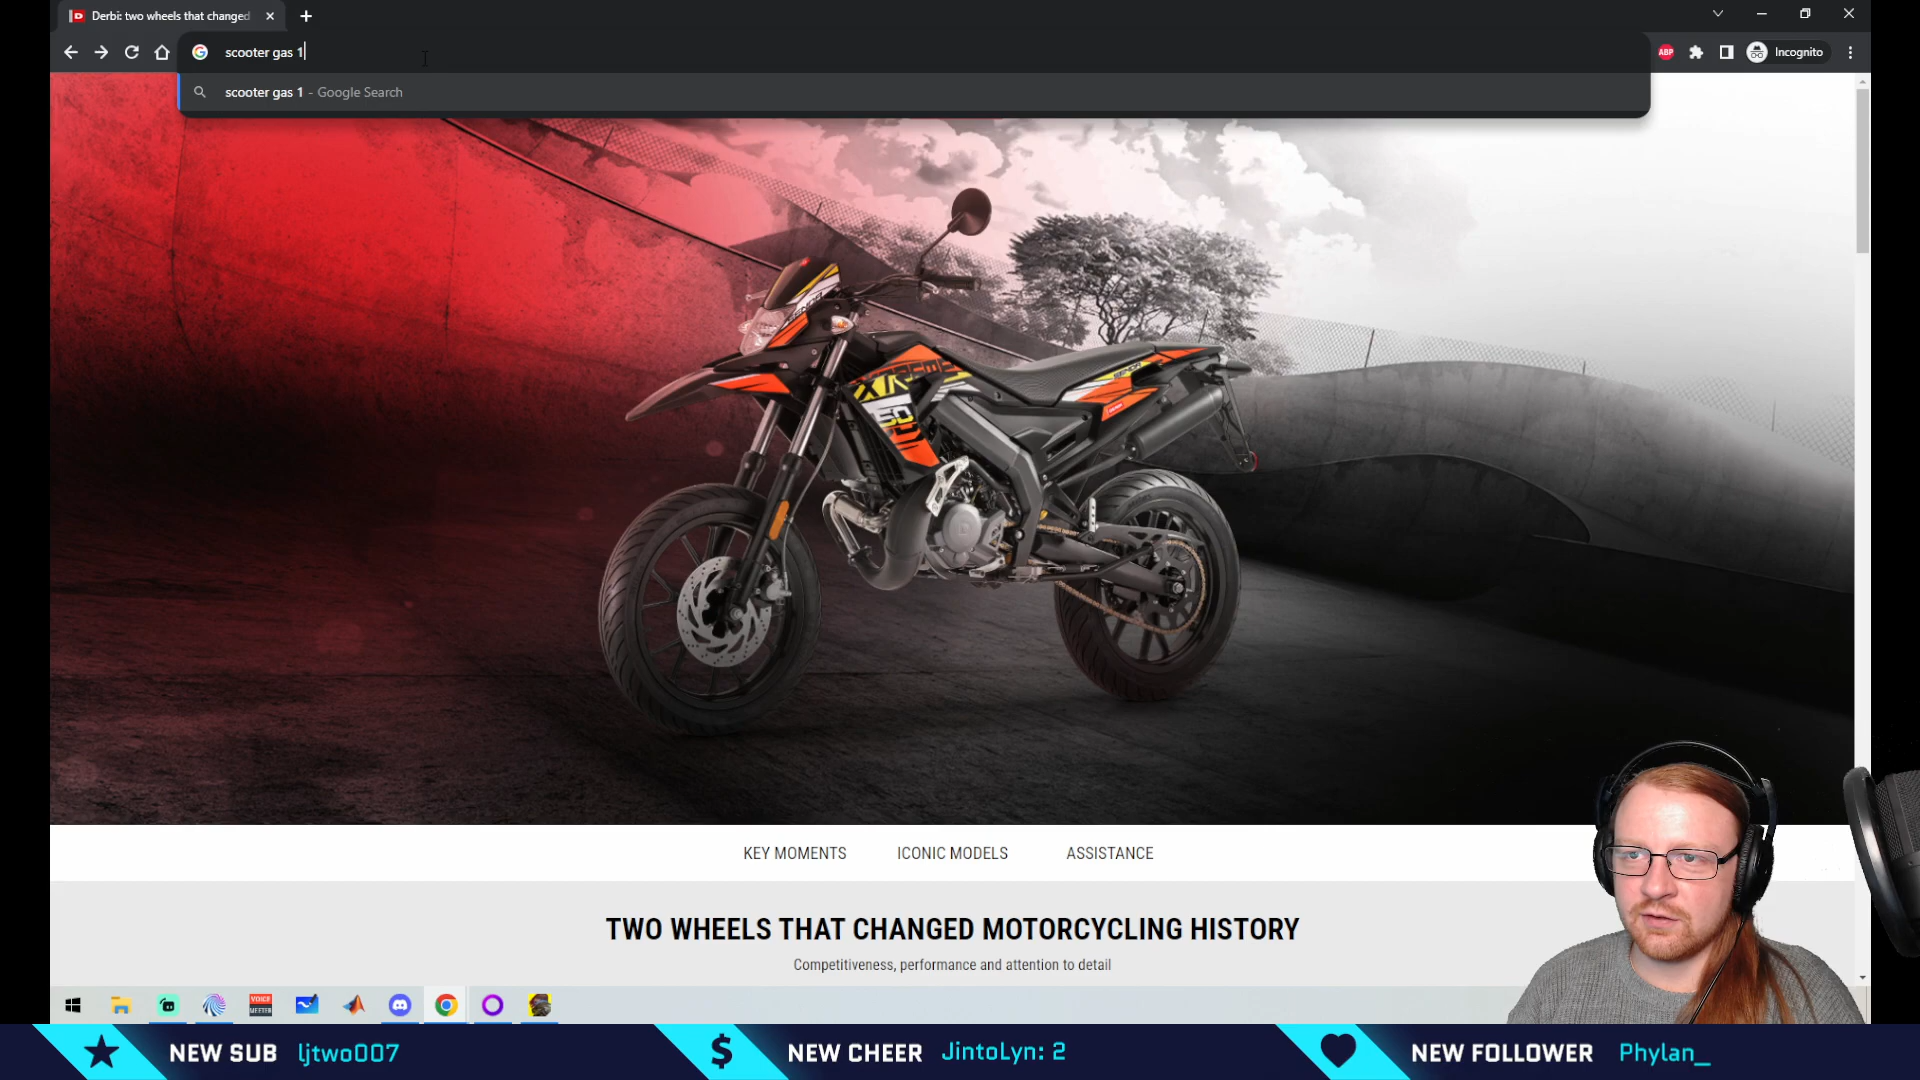 Derbi: two wheels that changed
scooter gas 1
ABP
Incognito
scooter gas 1 - Google Search
KEY MOMENTS
ICONIC MODELS
ASSISTANCE
TWO WHEELS THAT CHANGED MOTORCYCLING HISTORY
Competitiveness, performance and attention to detail
VOICE
MEETER
NEW SUB ljtwo007
NEW CHEER JintoLyn: 2
NEW FOLLOWER Phylan_